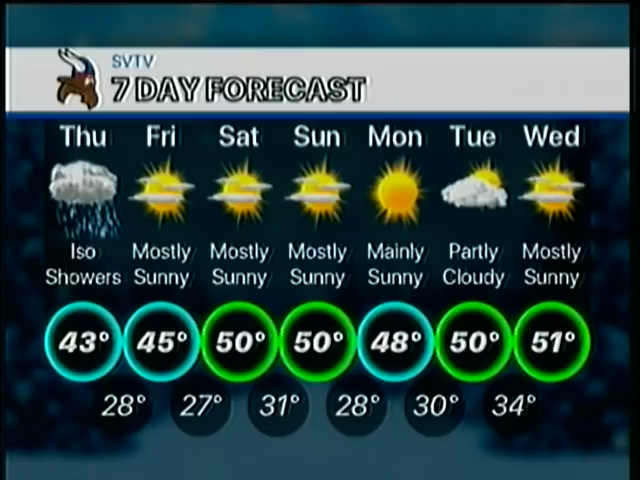 SVTV
7 DAY FORECAST
Thu Fri Sat Sun Mon Tue Wed
Iso Mostly Mostly Mostly Mainly Partly Mostly
Showers Sunny Sunny Sunny Sunny Cloudy Sunny
43° 45° 50° 50° 48° 50° 51°
28° 27° 31° 28° 30° 34°